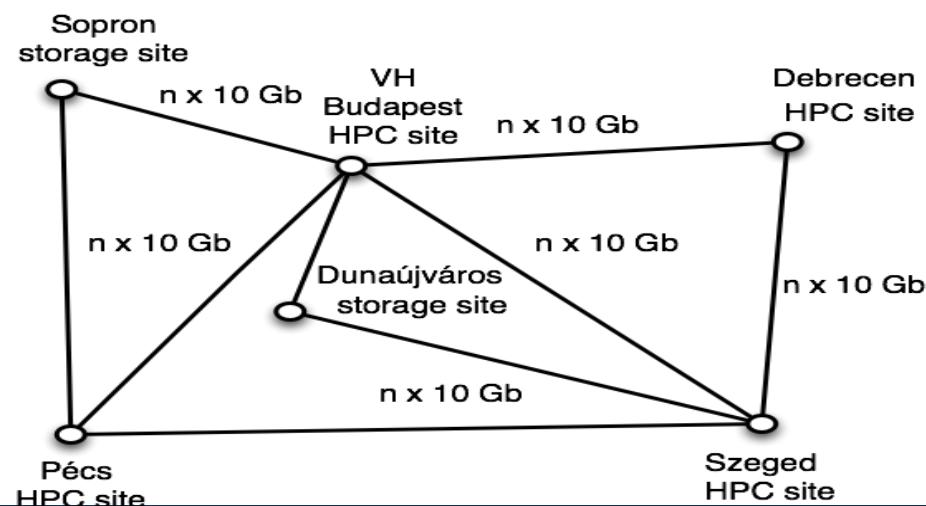 Sopron
storage site
n x 10 Gb
VH
Budapest
HPC site
n x 10 Gb
Debrecen
HPC site
n x 10 Gb
n x 10 Gb
Dunaújváros
storage site
n x 10 Gb
n x 10 Gb
Pécs
HPC site
Szeged
HPC site